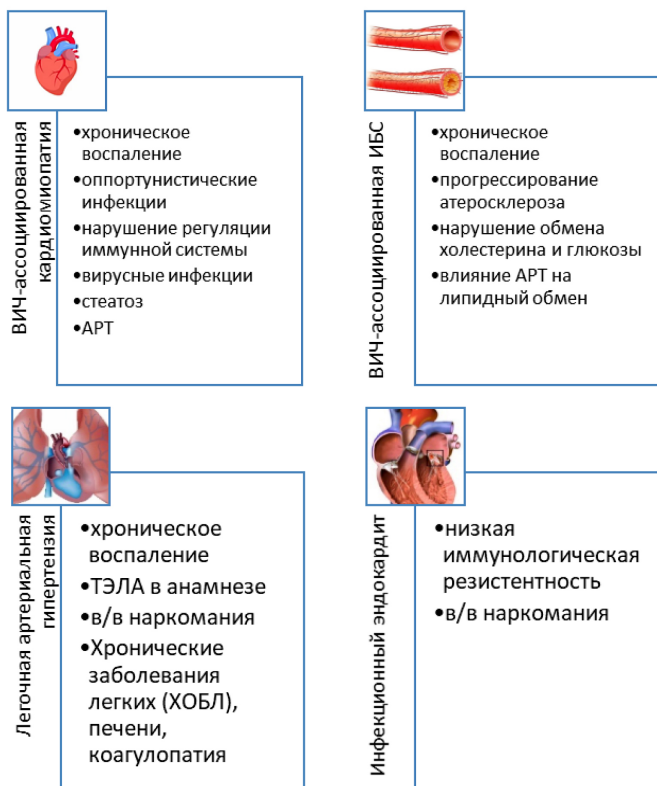 ВИЧ-ассоциированная
кардиомиопатия
•хроническое
воспаление
•оппортунистические
инфекции
•нарушение регуляции
иммунной системы
•вирусные инфекции
•стеатоз
•АРТ
ВИЧ-ассоциированная ИБС
•хроническое
воспаление
•прогрессирование
атеросклероза
•нарушение обмена
холестерина и глюкозы
•влияние АРТ на
липидный обмен
Легочная артериальная
гипертензия
•хроническое
воспаление
•ТЭЛА в анамнезе
•в/в наркомания
•Хронические
заболевания
легких (ХОБЛ),
печени,
коагулопатия
Инфекционный эндокардит
•низкая
иммунологическая
резистентность
•в/в наркомания